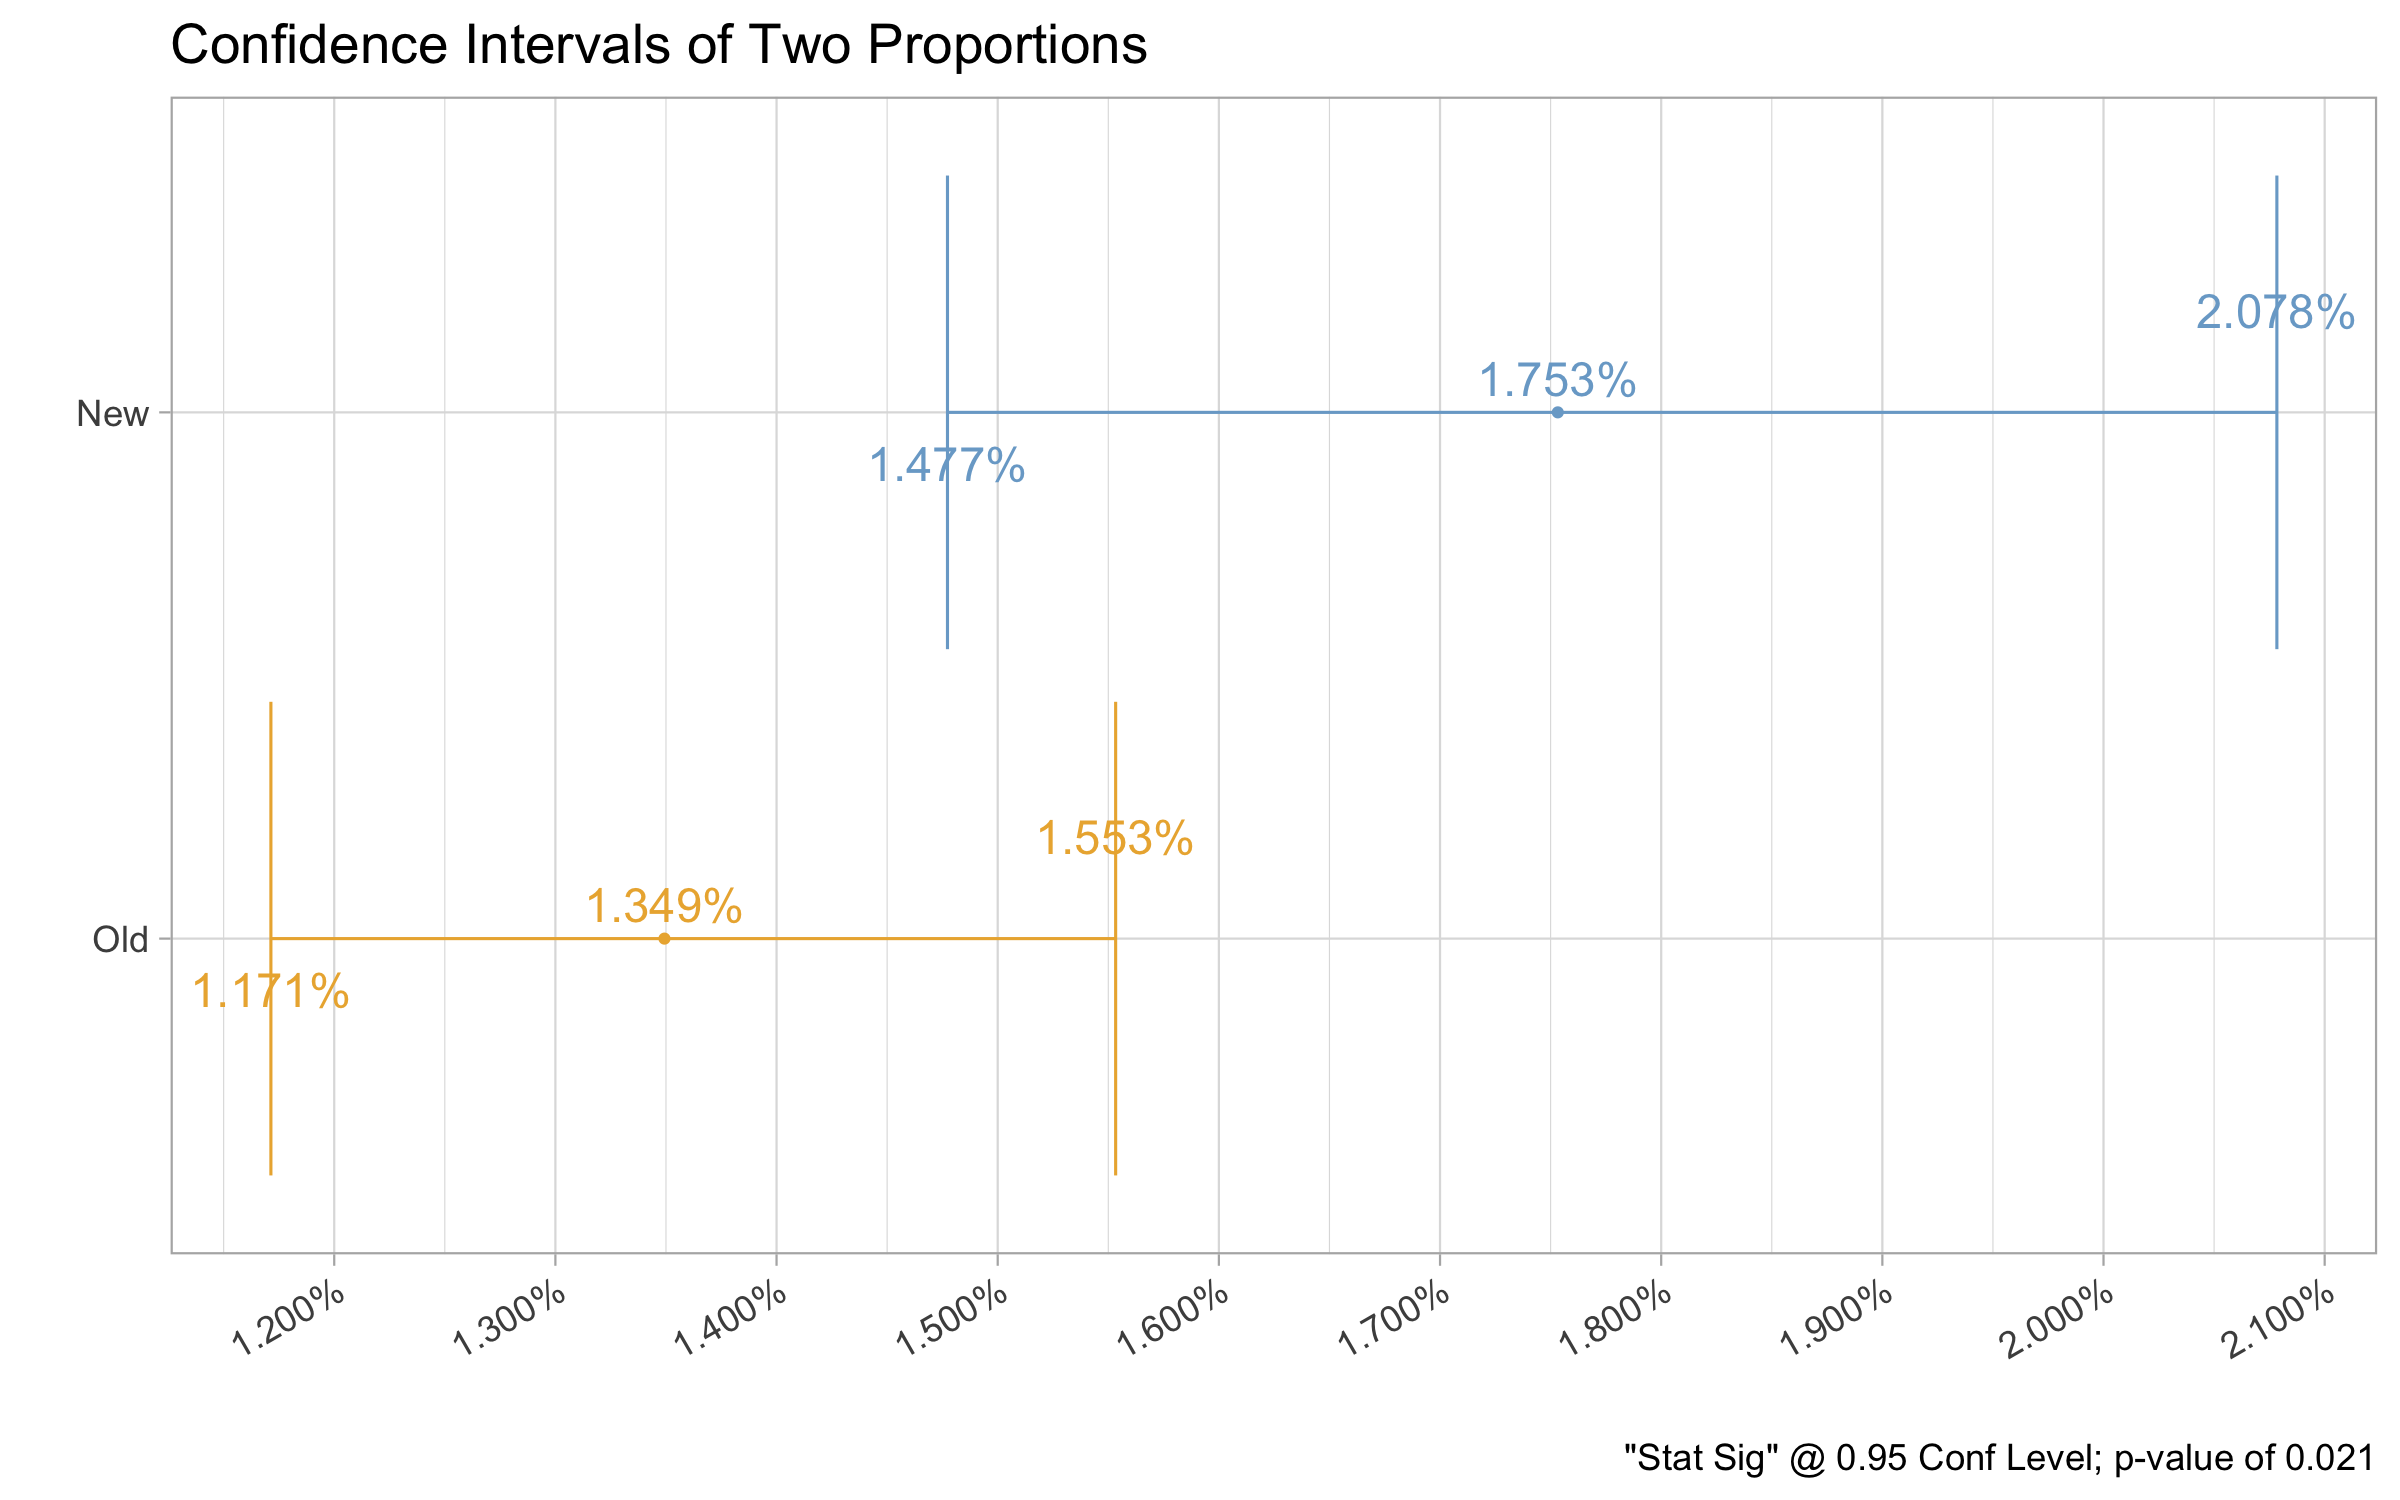 Confidence Intervals of Two Proportions
2.078%
1.753%
New
1.477%
1.553%
1.349%
Old
1.171%
1.200% 1.300% 1.400% 1.500% 1.600% 1.700% 1.800% 1.900% 2.000% 2.100%
"Stat Sig" @ 0.95 Conf Level; p-value of 0.021